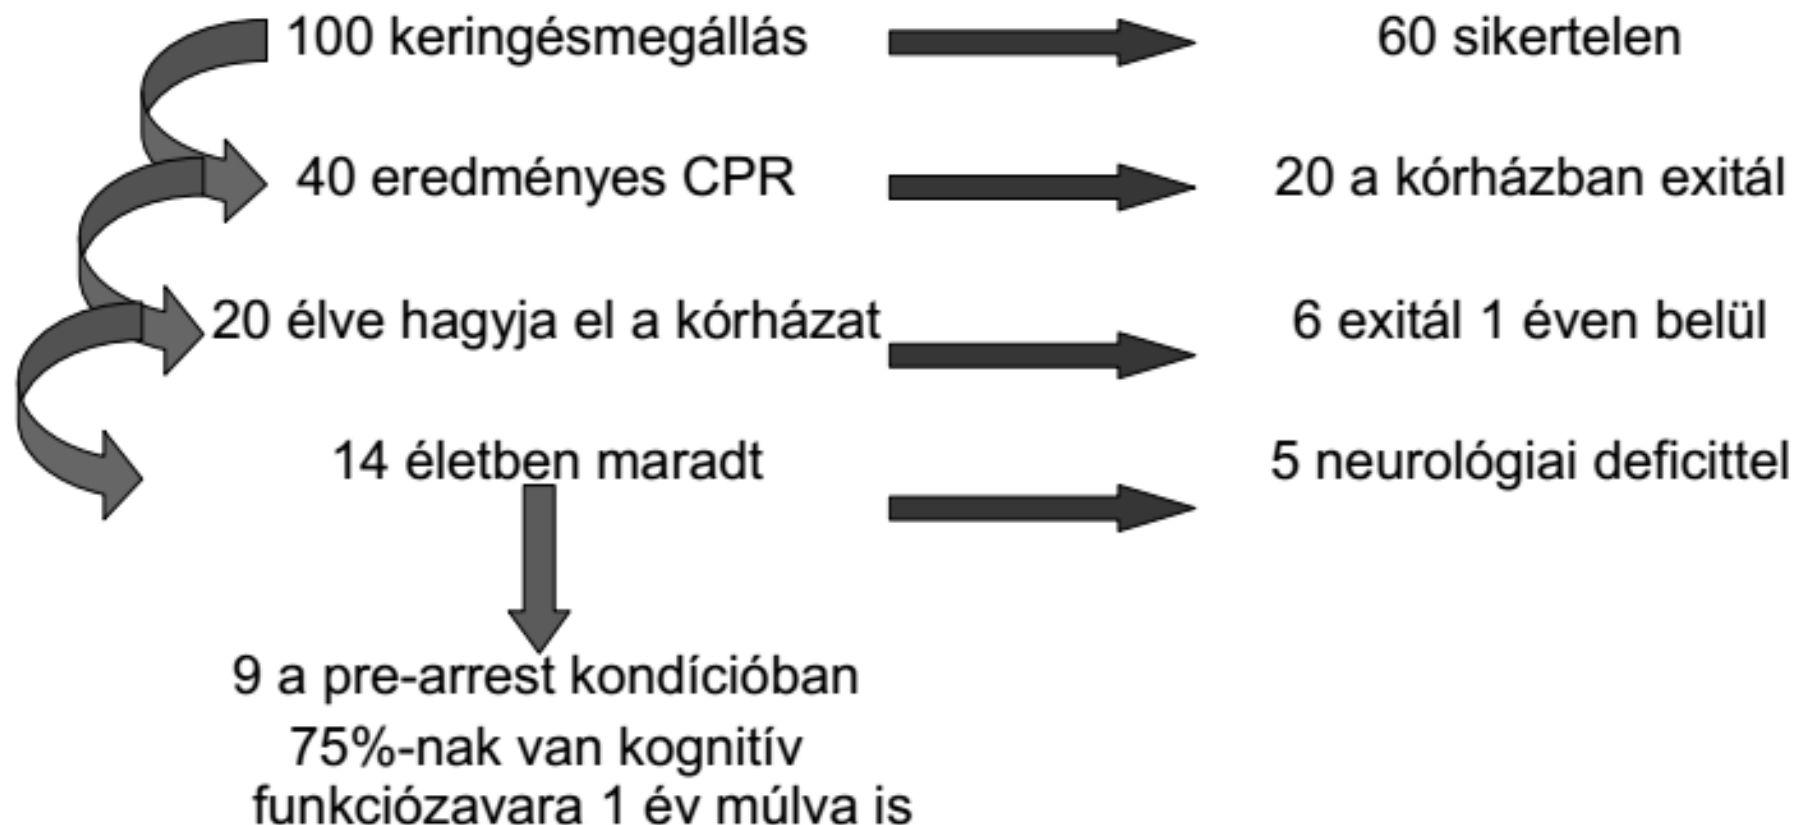 100 keringésmegállás
60 sikertelen
40 eredményes CPR
20 a kórházban exitál
20 élve hagyja el a kórházat
6 exitál 1 éven belül
14 életben maradt
5 neurológiai deficittel
9 a pre-arrest kondícióban
75%-nak van kognitív
funkciózavara 1 év múlva is